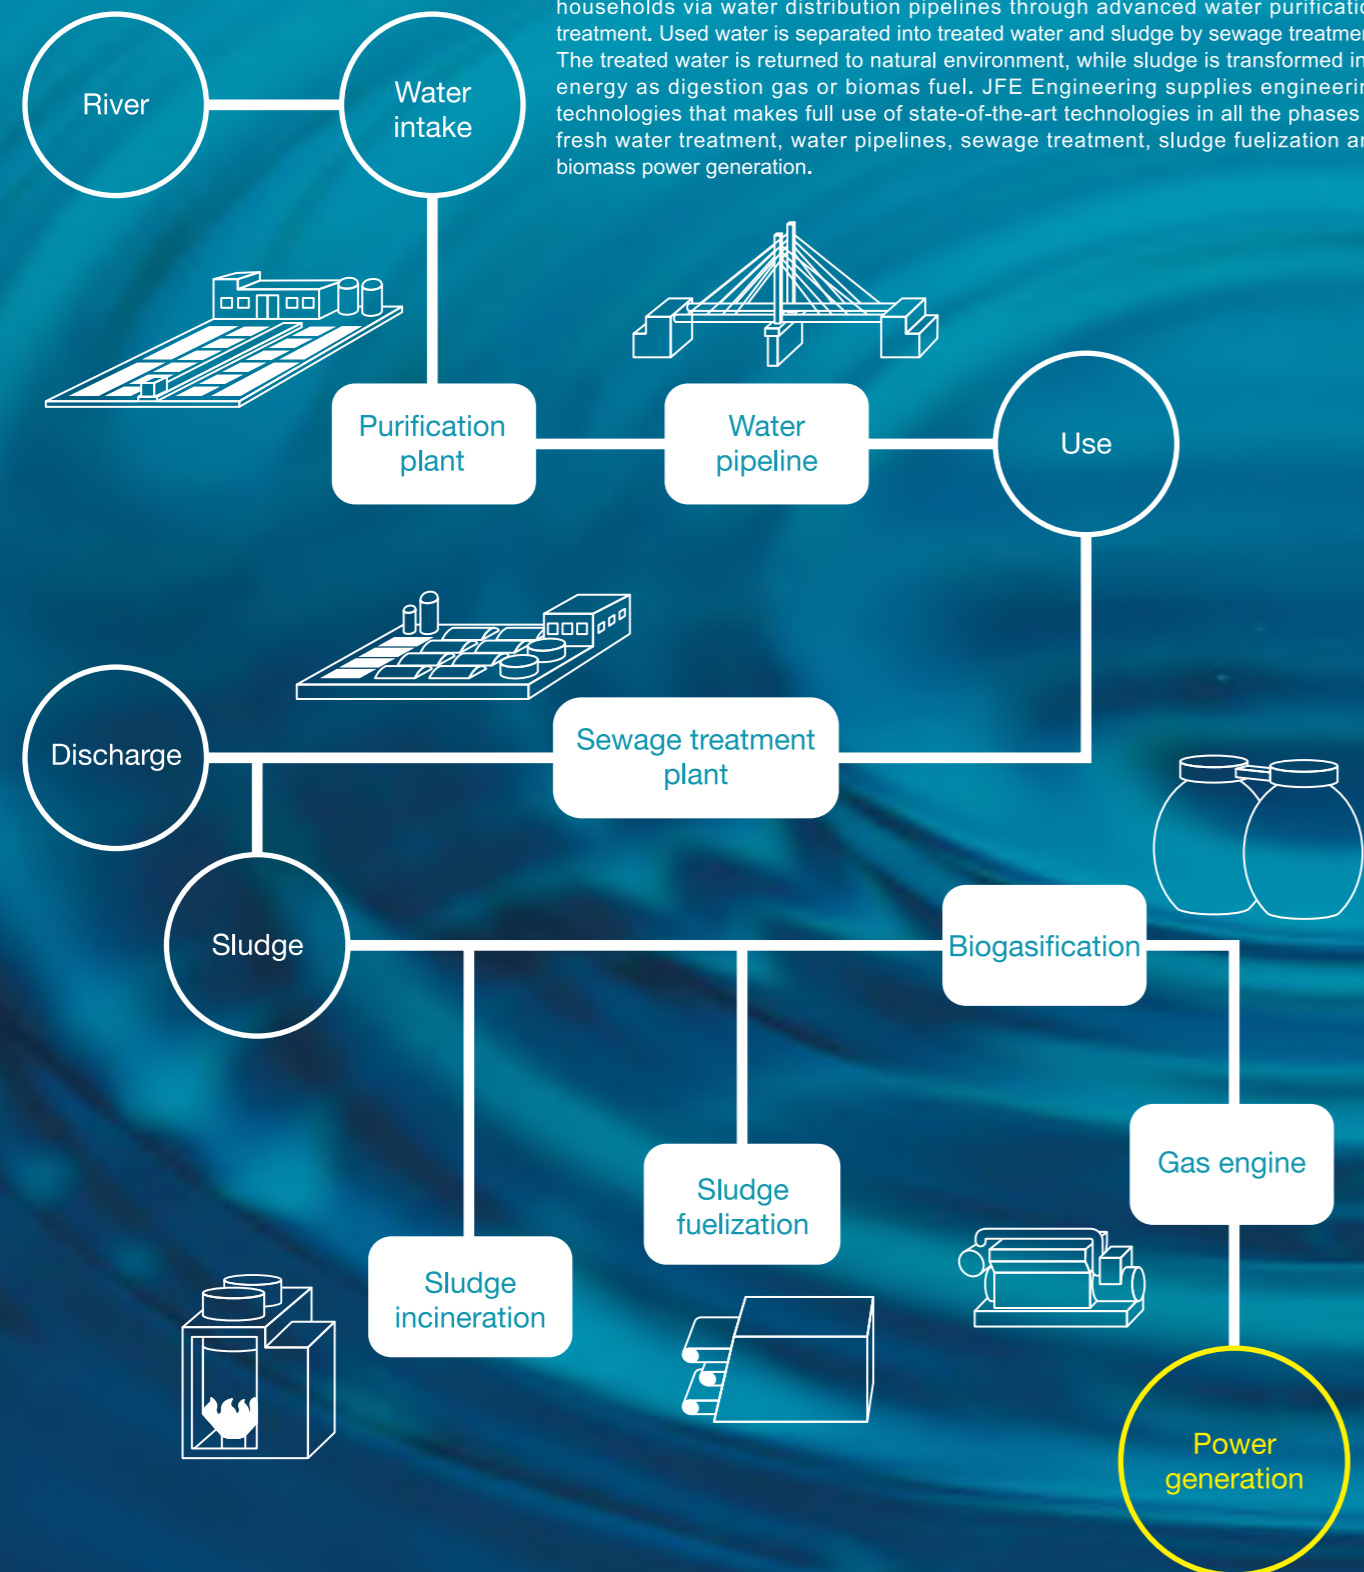 households via water distribution pipelines through advanced water purification
treatment. Used water is separated into treated water and sludge by sewage
The treated water is returned to natural environment, while sludge is transformed
energy as digestion gas or biomas fuel. JFE Engineering supplies
technologies that makes full use of state-of-the-art technologies in all the phases
fresh water treatment, water pipelines, sewage treatment, sludge fuelization
biomass power generation.
River
Water
intake
Purification
plant
Water
pipeline
Use
Sewage treatment
plant
Discharge
Sludge
Biogasification
Gas engine
Sludge
fuelization
Sludge
incineration
Power
generation